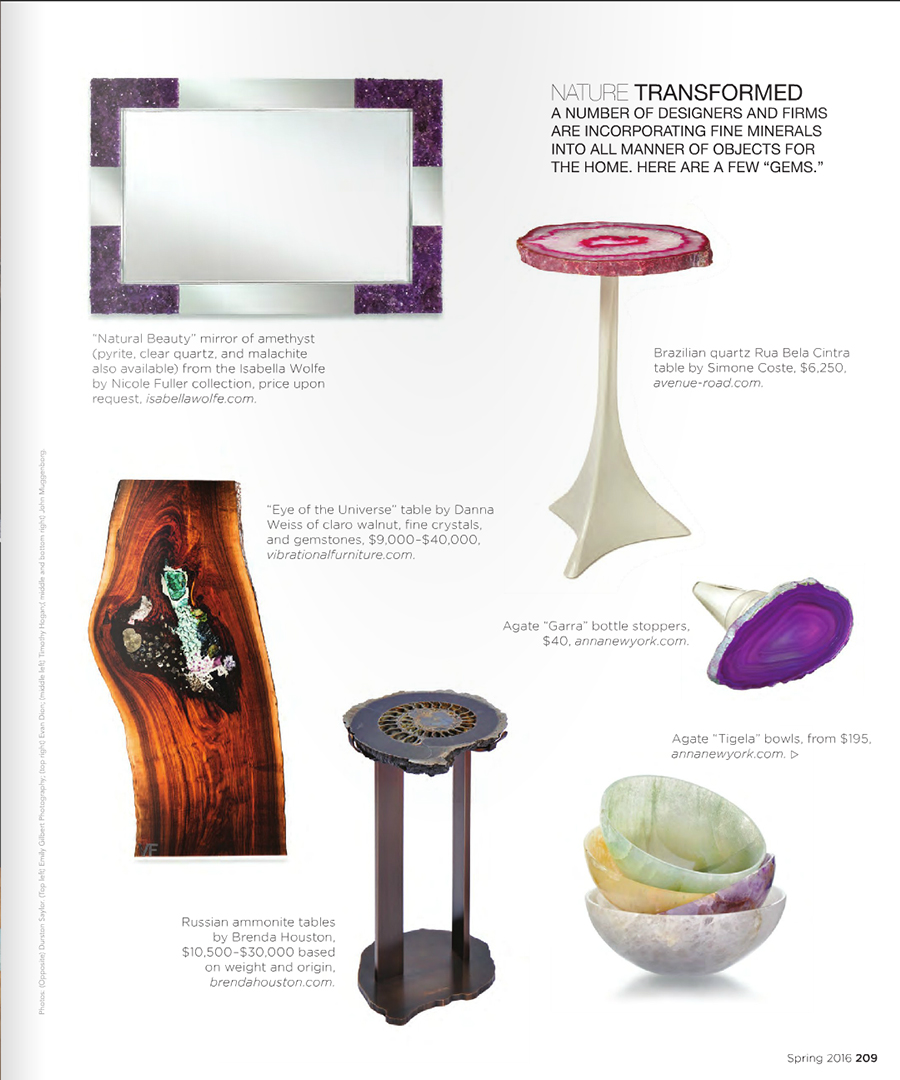 NATURE TRANSFORMED
A NUMBER OF DESIGNERS AND FIRMS
ARE INCORPORATING FINE MINERALS
INTO ALL MANNER OF OBJECTS FOR
THE HOME. HERE ARE A FEW “GEMS.”
“Natural Beauty” mirror of amethyst
(pyrite, clear quartz, and malachite
also available) from the Isabella Wolfe
by Nicole Fuller collection, price upon
request, isabellawolfe.com.
Brazilian quartz Rua Bela Cintra
table by Simone Coste, $6,250,
avenue-road.com.
“Eye of the Universe” table by Danna
Weiss of claro walnut, fine crystals,
and gemstones, $9,000–$40,000,
vibrationalfurniture.com.
Agate “Garra” bottle stoppers,
$40, annanewyork.com.
Agate “Tigela” bowls, from $195,
annanewyork.com. ▷
Russian ammonite tables
by Brenda Houston,
$10,500–$30,000 based
on weight and origin,
brendahouston.com.
Photos: (Opposite) Durston Saylor. (Top left) Emily Gilbert Photography; (top right) Evan Dion; (middle left) Timothy Hogan;( middle and bottom right) John Muggenborg.
VF
Spring 2016 209